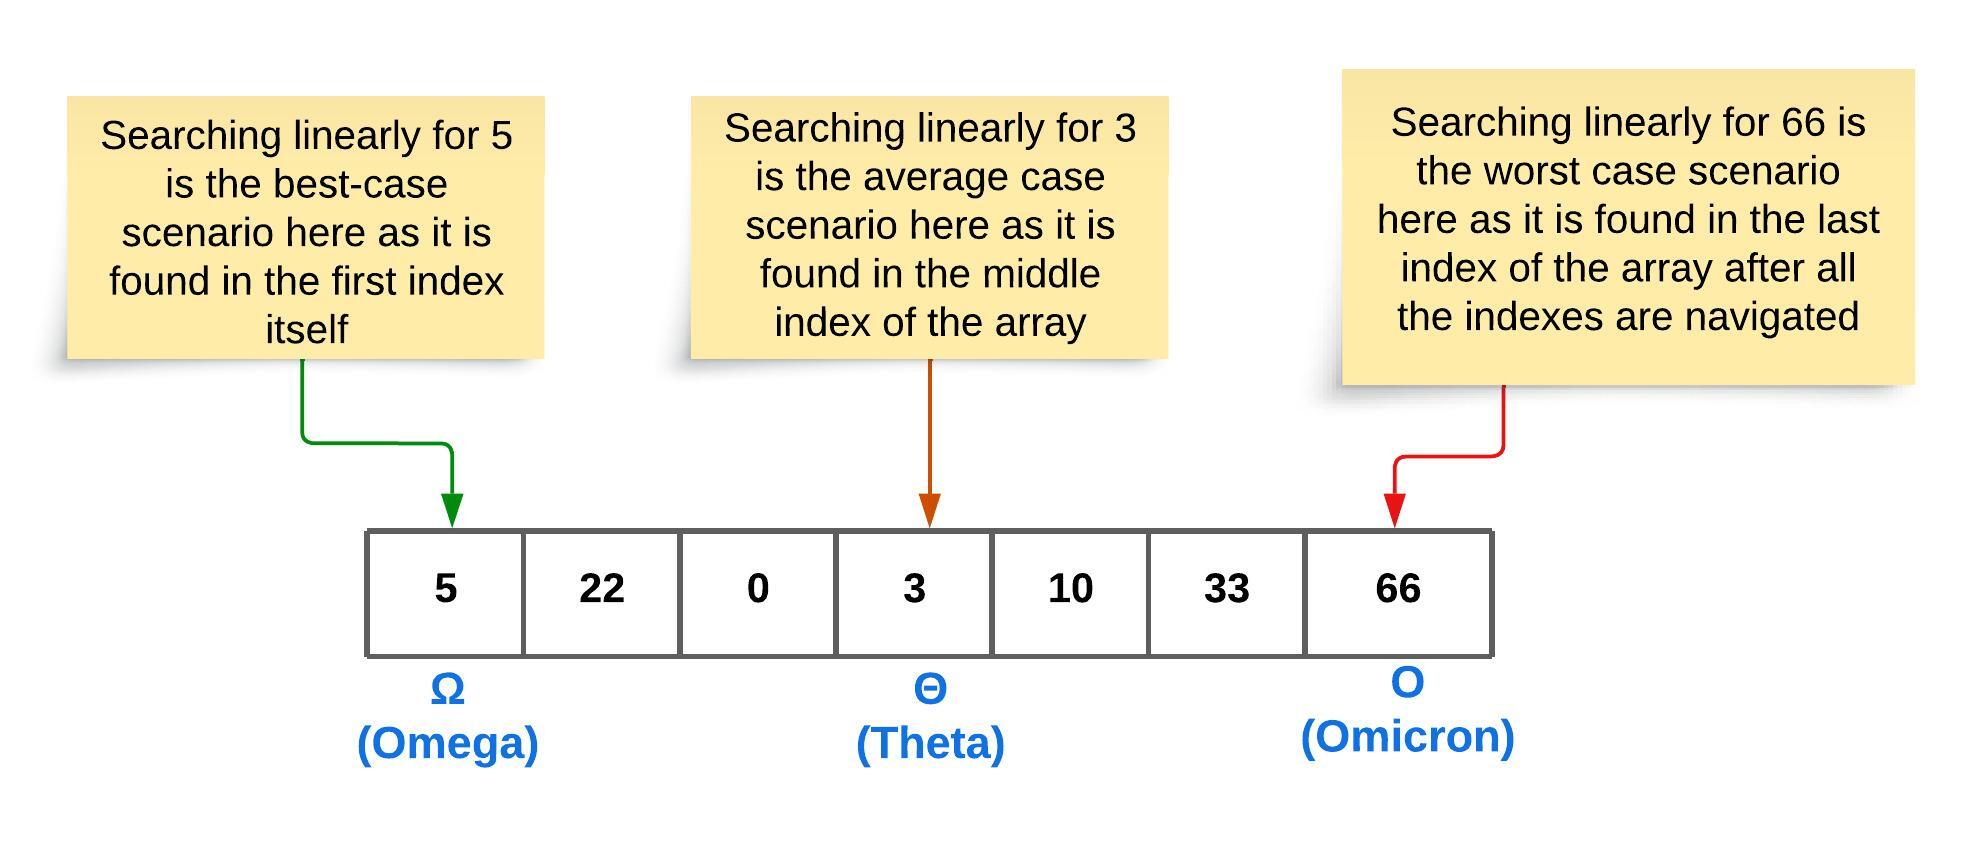 Searching linearly for 5
is the best-case
scenario here as it is
found in the first index
itself
Searching linearly for 3
is the average case
scenario here as it is
found in the middle
index of the array
Searching linearly for 66 is
the worst case scenario
here as it is found in the last
index of the array after all
the indexes are navigated
5 22 0 3 10 33 66
Ω
(Omega)
Θ
(Theta)
Ο
(Omicron)